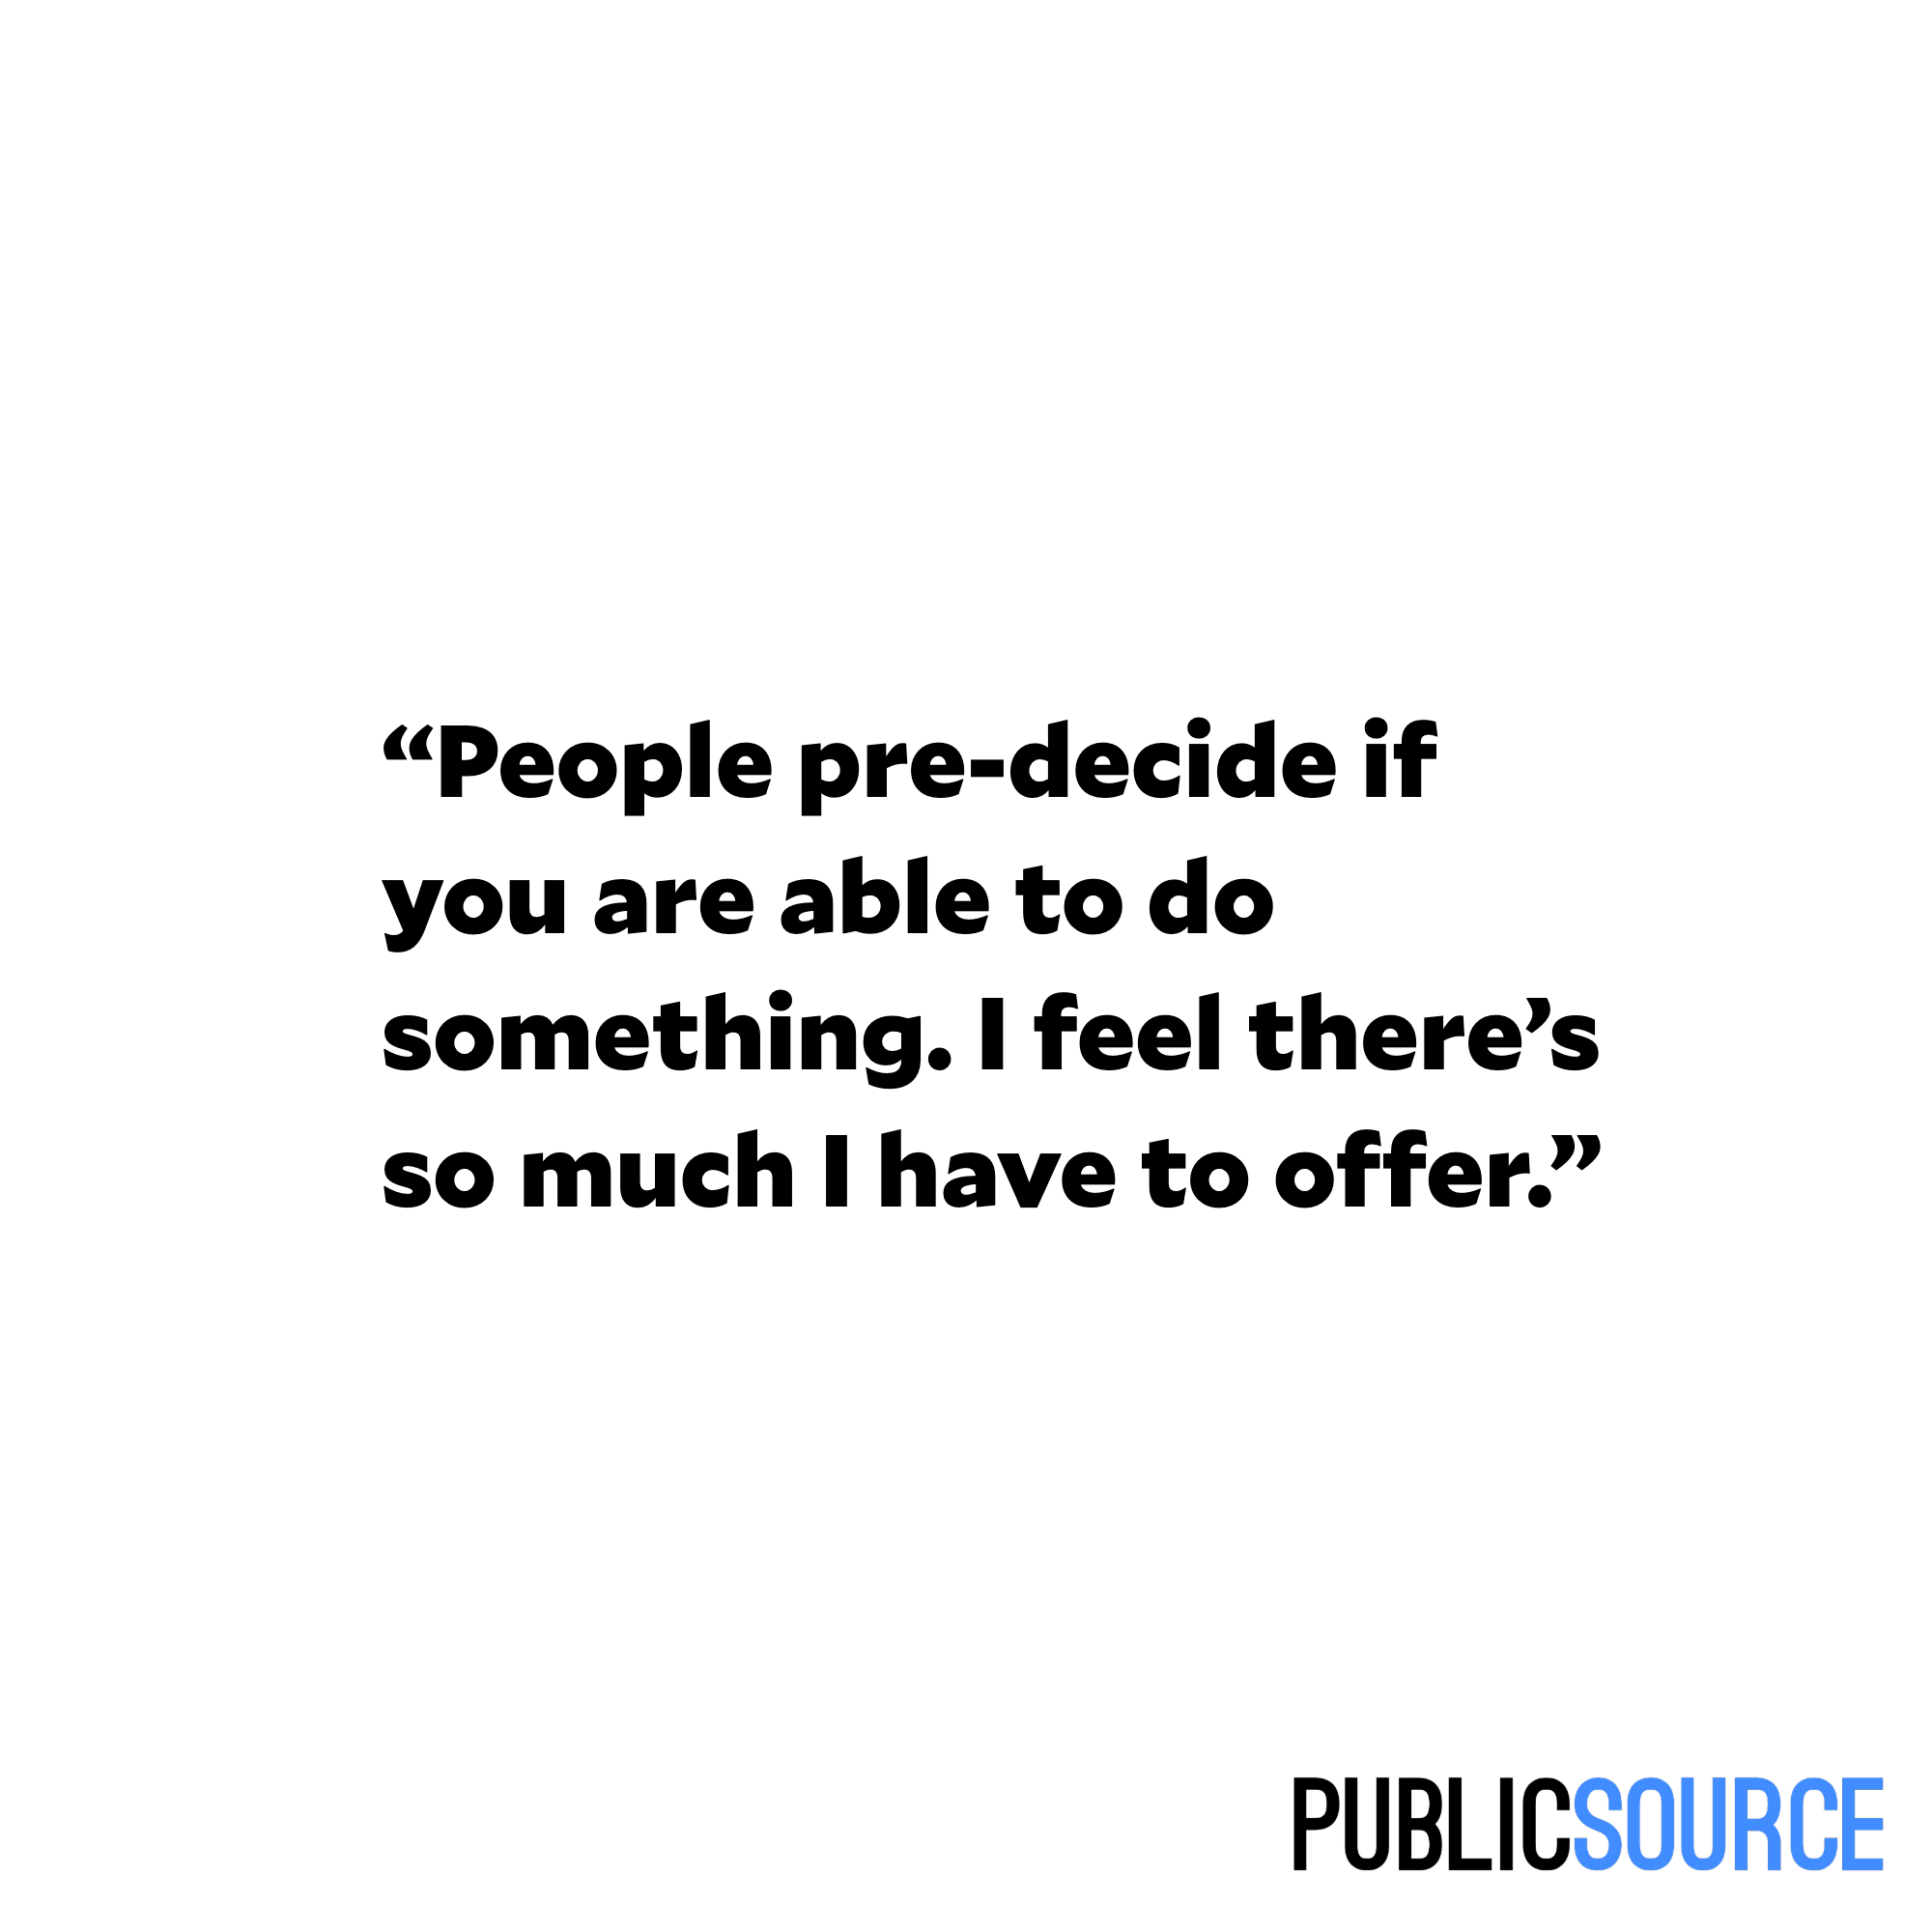 “People pre-decide if
you are able to do
something. I feel there’s
so much I have to offer.”
PUBLICSOURCE